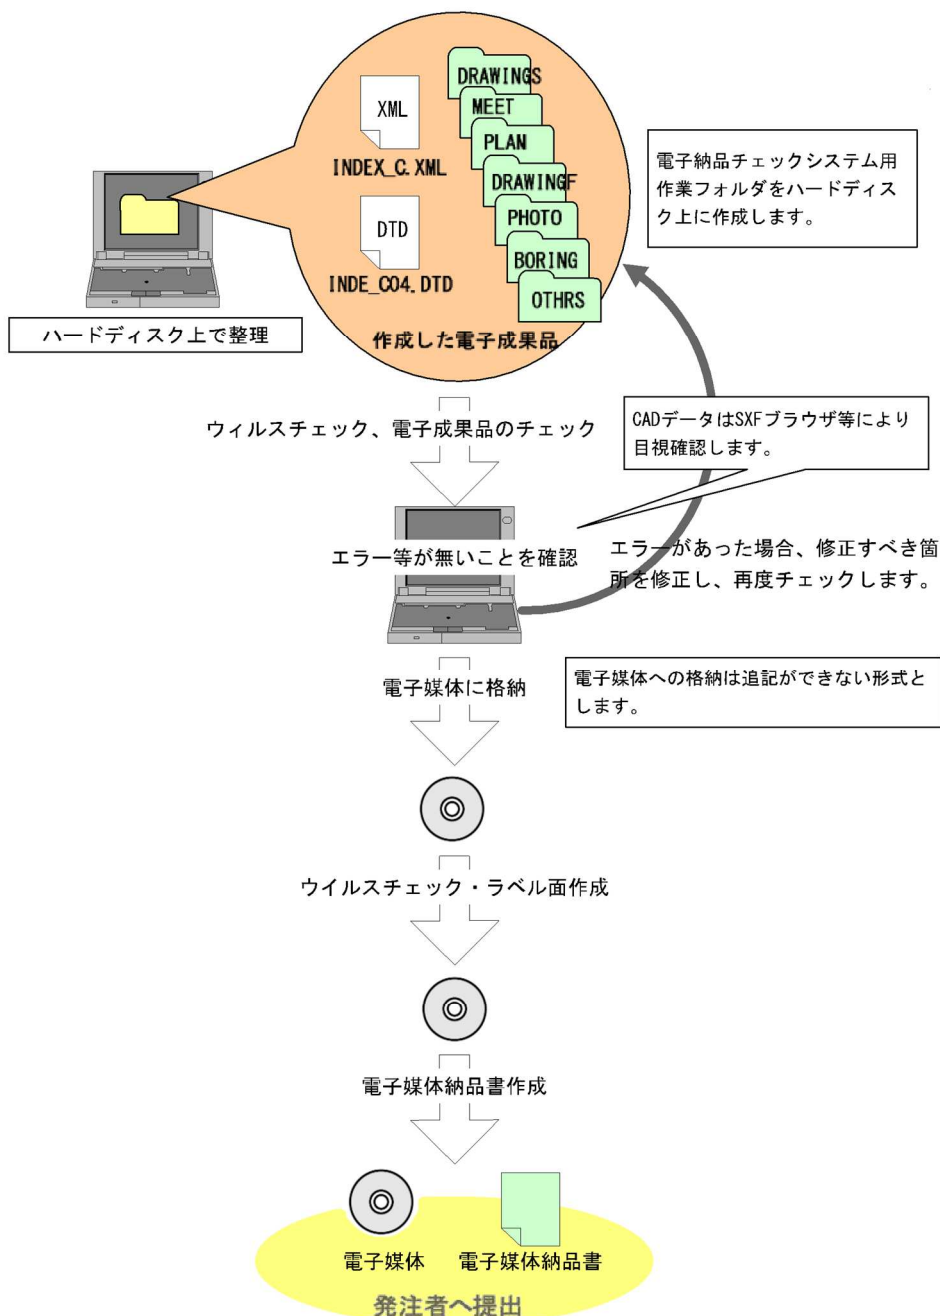 DRAWINGS
MEET
PLAN
DRAWINGF
PHOTO
BORING
OTHRS
XML
INDEX_C.XML
DTD
INDE_C04.DTD
作成した電子成果品
ハードディスク上で整理
電子納品チェックシステム用
作業フォルダをハードディス
ク上に作成します。
ウィルスチェック、電子成果品のチェック
CADデータはSXFブラウザ等により
目視確認します。
エラー等が無いことを確認
エラーがあった場合、修正すべき箇
所を修正し、再度チェックします。
電子媒体に格納
電子媒体への格納は追記ができない形式と
します。
ウイルスチェック・ラベル面作成
電子媒体納品書作成
電子媒体
電子媒体納品書
発注者へ提出